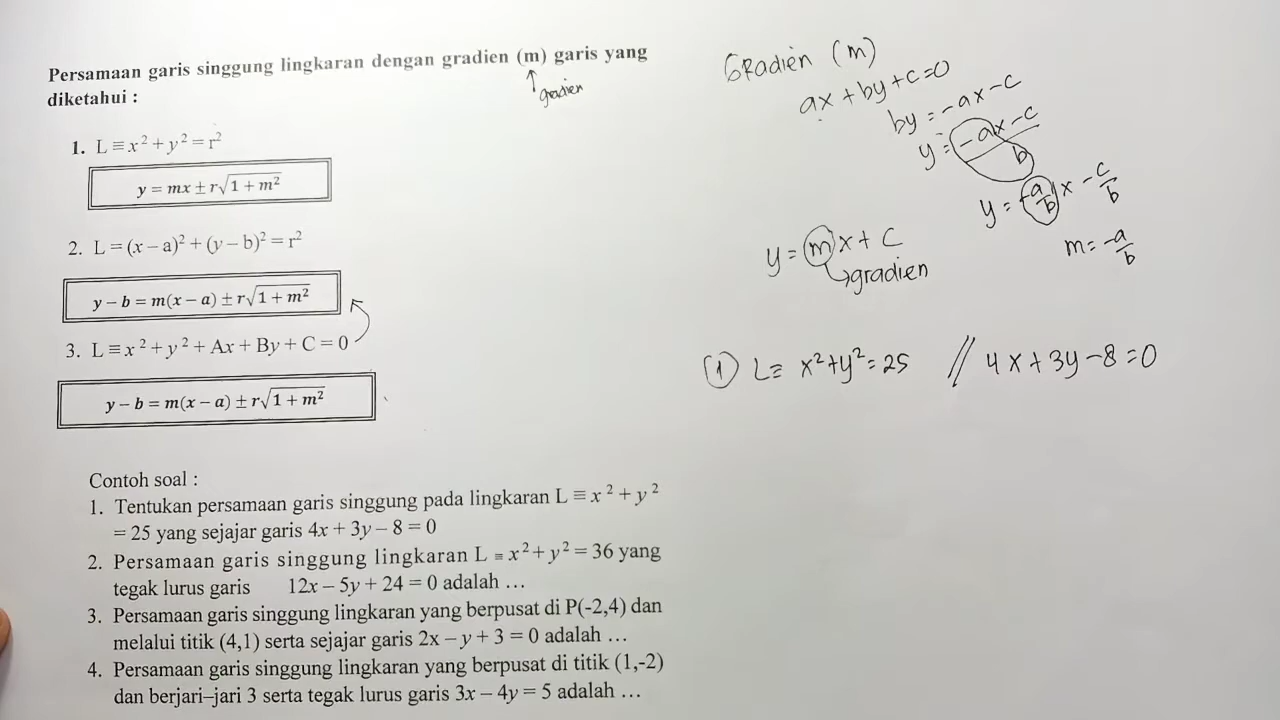 Persamaan garis singgung lingkaran dengan gradien (m) garis yang
diketahui :
gradien
1. L ≡ x² + y² = r²
y = mx ± r√(1 + m²)
2. L = (x – a)² + (y – b)² = r²
y – b = m(x – a) ± r√(1 + m²)
3. L ≡ x² + y² + Ax + By + C = 0
y – b = m(x – a) ± r√(1 + m²)
Contoh soal :
1. Tentukan persamaan garis singgung pada lingkaran L ≡ x² + y²
= 25 yang sejajar garis 4x + 3y – 8 = 0
2. Persamaan garis singgung lingkaran L ≡ x² + y² = 36 yang
tegak lurus garis 12x – 5y + 24 = 0 adalah …
3. Persamaan garis singgung lingkaran yang berpusat di P(-2,4) dan
melalui titik (4,1) serta sejajar garis 2x – y + 3 = 0 adalah …
4. Persamaan garis singgung lingkaran yang berpusat di titik (1,-2)
dan berjari–jari 3 serta tegak lurus garis 3x – 4y = 5 adalah …
Gradien (m)
ax + by + c = 0
by = -ax - c
y = (-ax - c)/b
y = -a/b x - c/b
m = -a/b
y = mx + c
gradien
① L ≡ x² + y² = 25 // 4x + 3y - 8 = 0